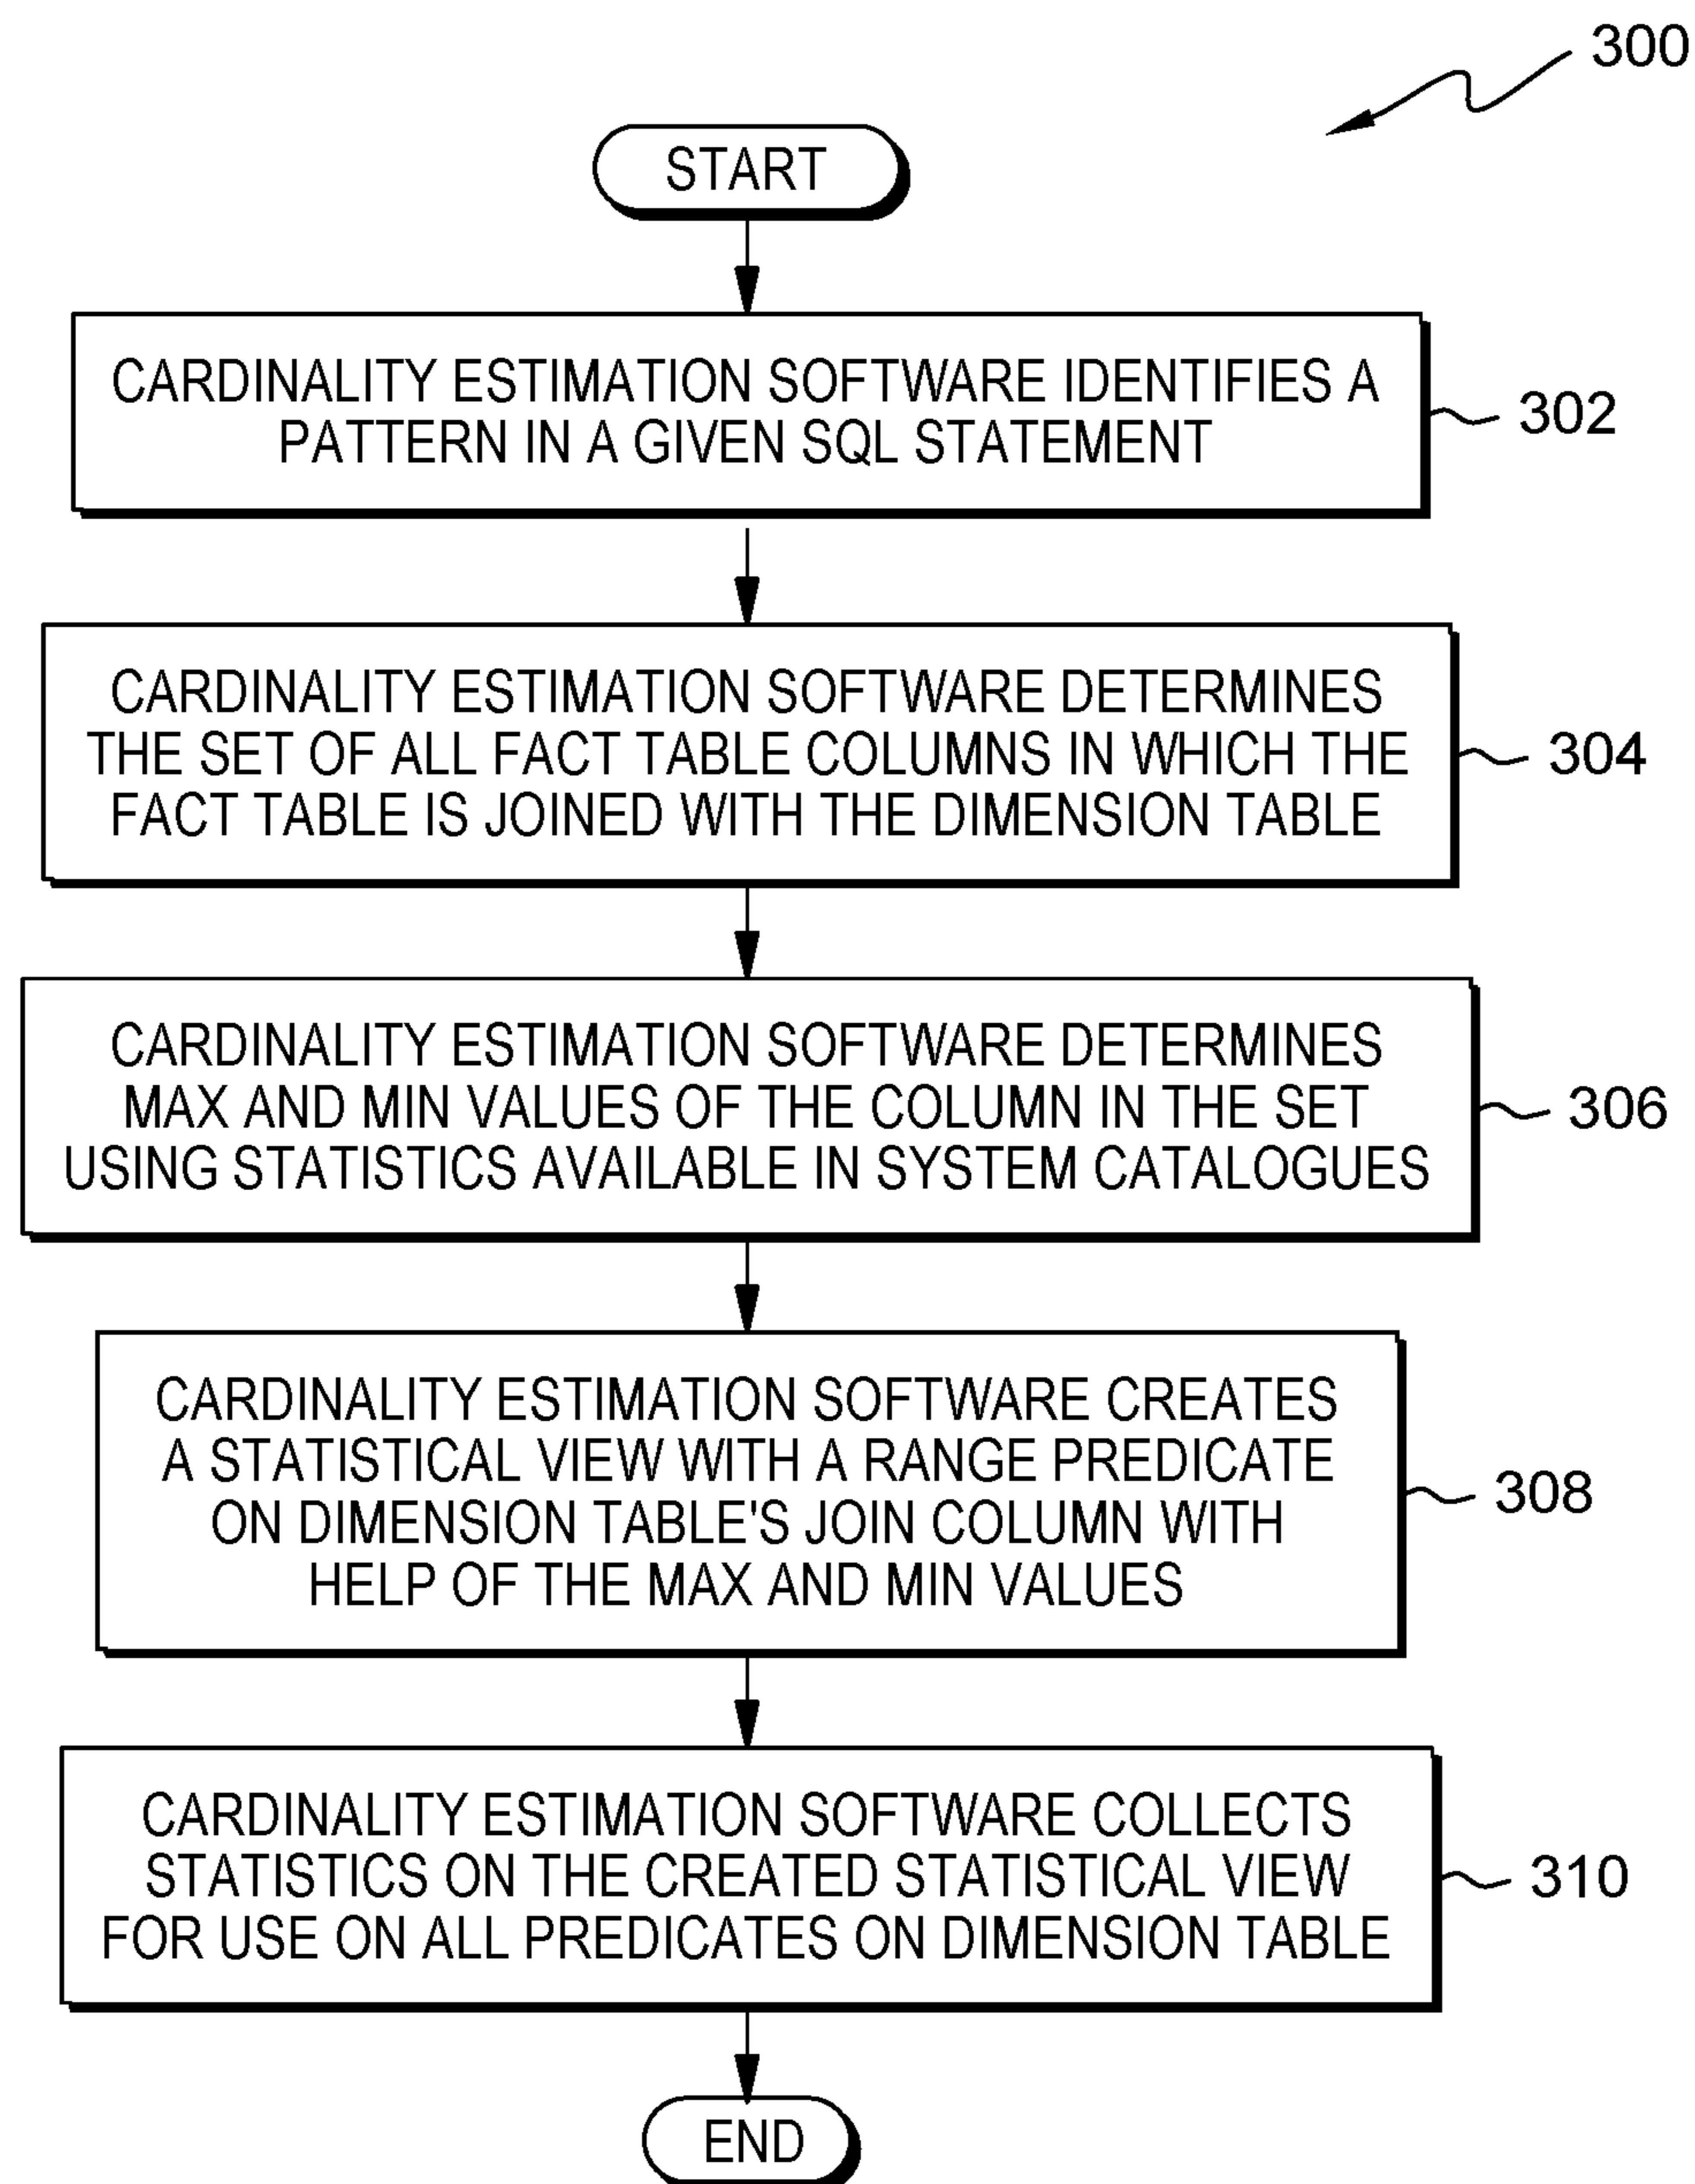 300
START
CARDINALITY ESTIMATION SOFTWARE IDENTIFIES A
PATTERN IN A GIVEN SQL STATEMENT
302
CARDINALITY ESTIMATION SOFTWARE DETERMINES
THE SET OF ALL FACT TABLE COLUMNS IN WHICH THE
FACT TABLE IS JOINED WITH THE DIMENSION TABLE
304
CARDINALITY ESTIMATION SOFTWARE DETERMINES
MAX AND MIN VALUES OF THE COLUMN IN THE SET
USING STATISTICS AVAILABLE IN SYSTEM CATALOGUES
306
CARDINALITY ESTIMATION SOFTWARE CREATES
A STATISTICAL VIEW WITH A RANGE PREDICATE
ON DIMENSION TABLE'S JOIN COLUMN WITH
HELP OF THE MAX AND MIN VALUES
308
CARDINALITY ESTIMATION SOFTWARE COLLECTS
STATISTICS ON THE CREATED STATISTICAL VIEW
FOR USE ON ALL PREDICATES ON DIMENSION TABLE
310
END